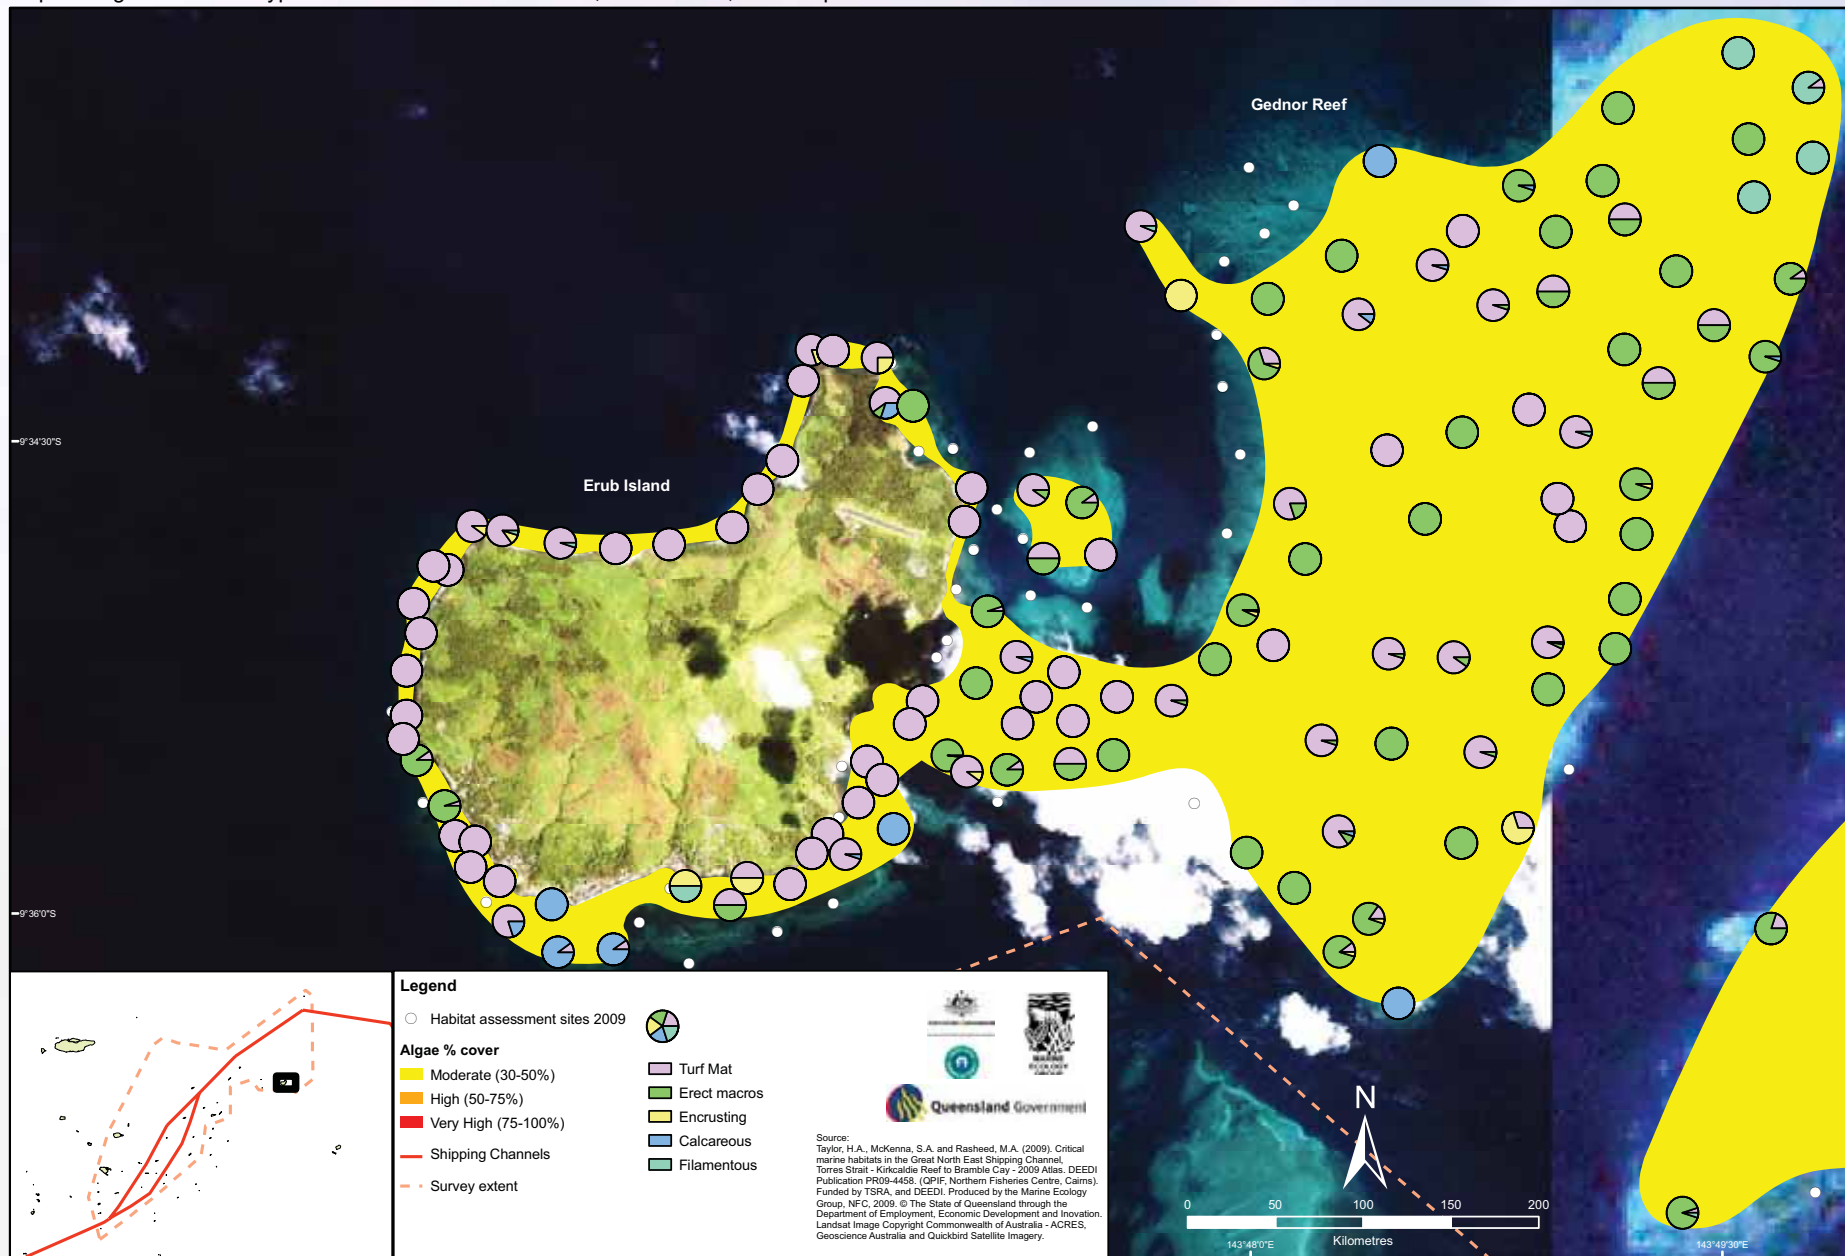 Gednor Reef
9°34'30"S
Erub Island
9°36'0"S
Legend
Habitat assessment sites 2009
Algae % cover
Moderate (30-50%)
High (50-75%)
Very High (75-100%)
Shipping Channels
Survey extent
Turf Mat
Erect macros
Encrusting
Calcareous
Filamentous
MARINE
ECOLOGY
GROUP
Queensland Government
Source:
Taylor, H.A., McKenna, S.A. and Rasheed, M.A. (2009). Critical
marine habitats in the Great North East Shipping Channel,
Torres Strait - Kirkcaldie Reef to Bramble Cay - 2009 Atlas. DEEDI
Publication PR09-4458. (QPIF, Northern Fisheries Centre, Cairns).
Funded by TSRA, and DEEDI. Produced by the Marine Ecology
Group, NFC, 2009. © The State of Queensland through the
Department of Employment, Economic Development and Inovation.
Landsat Image Copyright Commonwealth of Australia - ACRES,
Geoscience Australia and Quickbird Satellite Imagery.
N
0 50 100 150 200
Kilometres
143°48'0"E
143°49'30"E